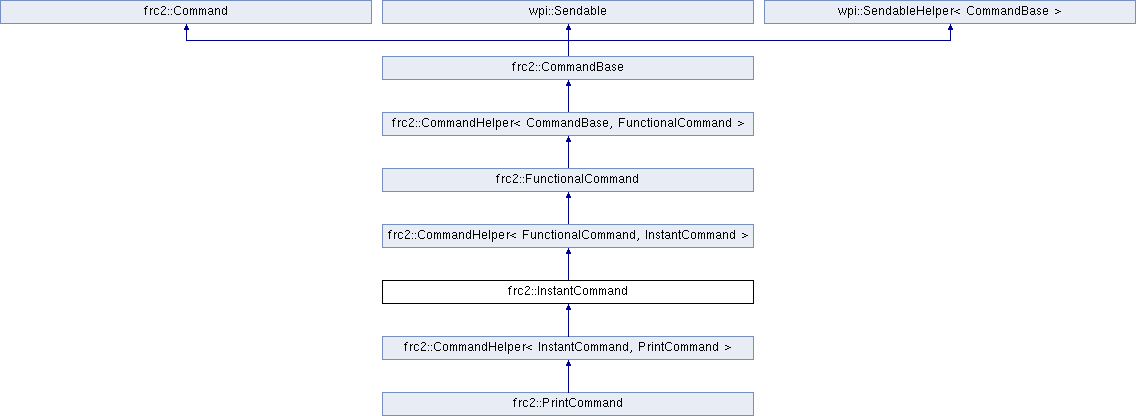 frc2::Command
wpi::Sendable
wpi::SendableHelper< CommandBase >
frc2::CommandBase
frc2::CommandHelper< CommandBase, FunctionalCommand >
frc2::FunctionalCommand
frc2::CommandHelper< FunctionalCommand, InstantCommand >
frc2::InstantCommand
frc2::CommandHelper< InstantCommand, PrintCommand >
frc2::PrintCommand